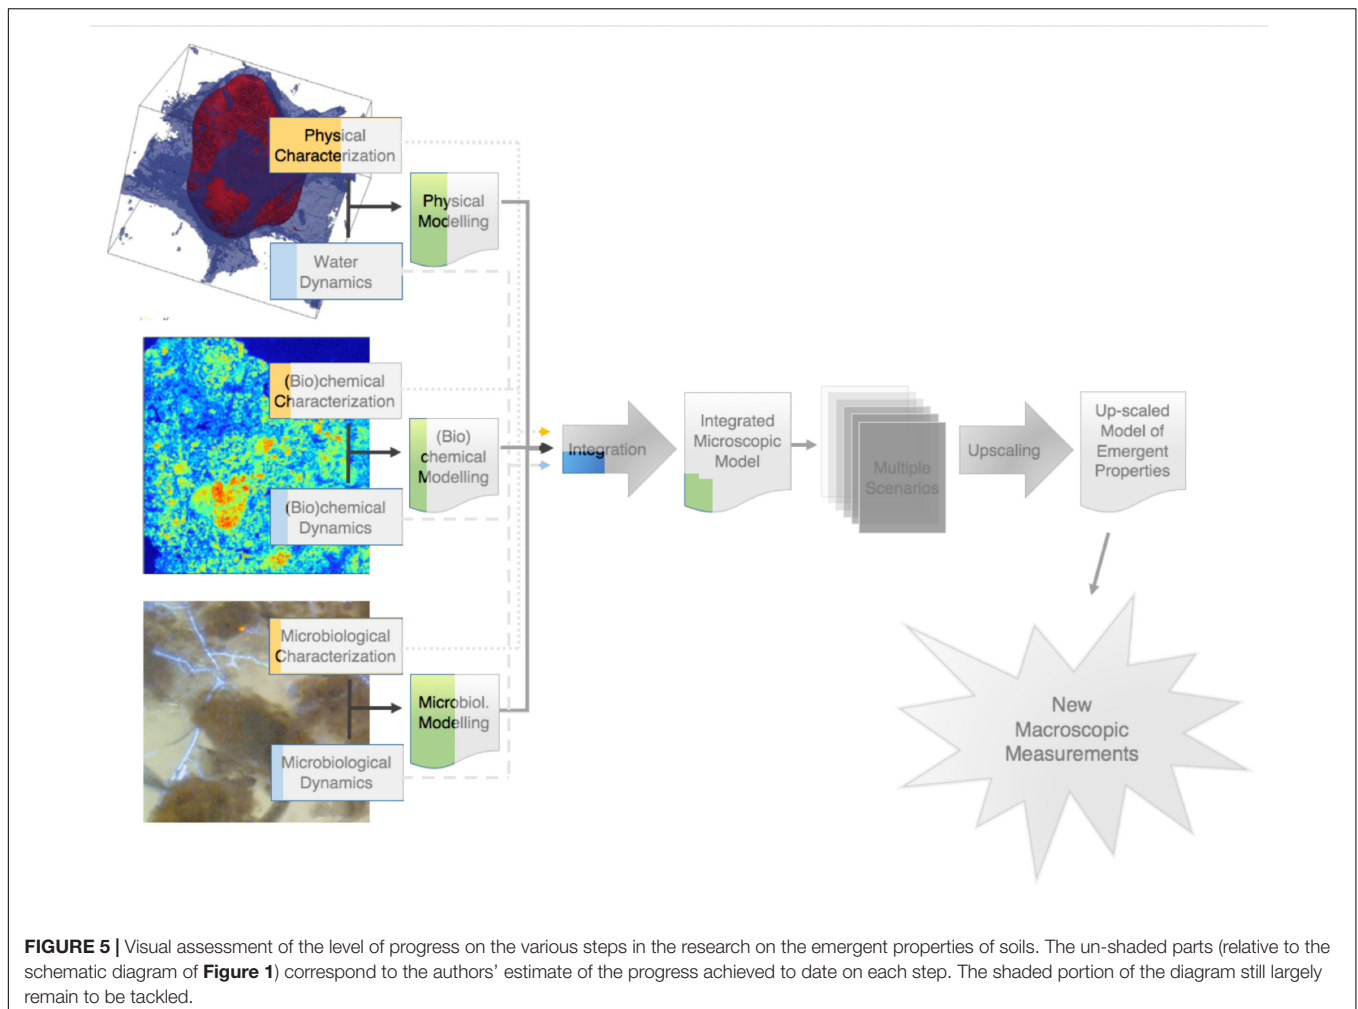 Physical
Characterization
Physical
Modelling
Water
Dynamics
(Bio)chemical
Characterization
(Bio)
chemical
Modelling
(Bio)chemical
Dynamics
Microbiological
Characterization
Microbiol.
Modelling
Microbiological
Dynamics
Integration
Integrated
Microscopic
Model
Multiple
Scenarios
Upscaling
Up-scaled
Model of
Emergent
Properties
New
Macroscopic
Measurements
FIGURE 5 | Visual assessment of the level of progress on the various steps in the research on the emergent properties of soils. The un-shaded parts (relative to the
schematic diagram of Figure 1) correspond to the authors' estimate of the progress achieved to date on each step. The shaded portion of the diagram still largely
remain to be tackled.